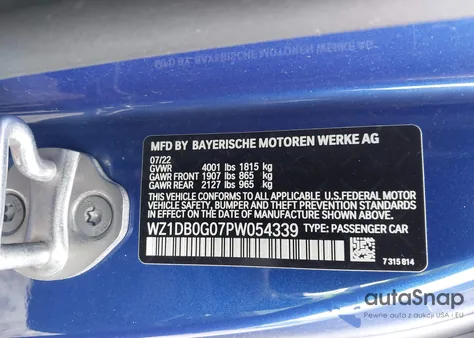 MFD BY BAYERISCHE MOTOREN WERKE AG
MFD BY BAYERISCHE MOTOREN WERKE AG
07/22
GVWR 4001 lbs 1815 kg
GAWR FRONT 1907 lbs 865 kg
GAWR REAR 2127 lbs 965 kg
THIS VEHICLE CONFORMS TO ALL APPLICABLE U.S.FEDERAL MOTOR
VEHICLE SAFETY, BUMPER, AND THEFT PREVENTION STANDARDS
IN EFFECT ON THE DATE OF MANUFACTURE SHOWN ABOVE.
WZ1DB0G07PW054339 TYPE: PASSENGER CAR
7315814
autoSnap
Pewne auta z aukcji USA i EU